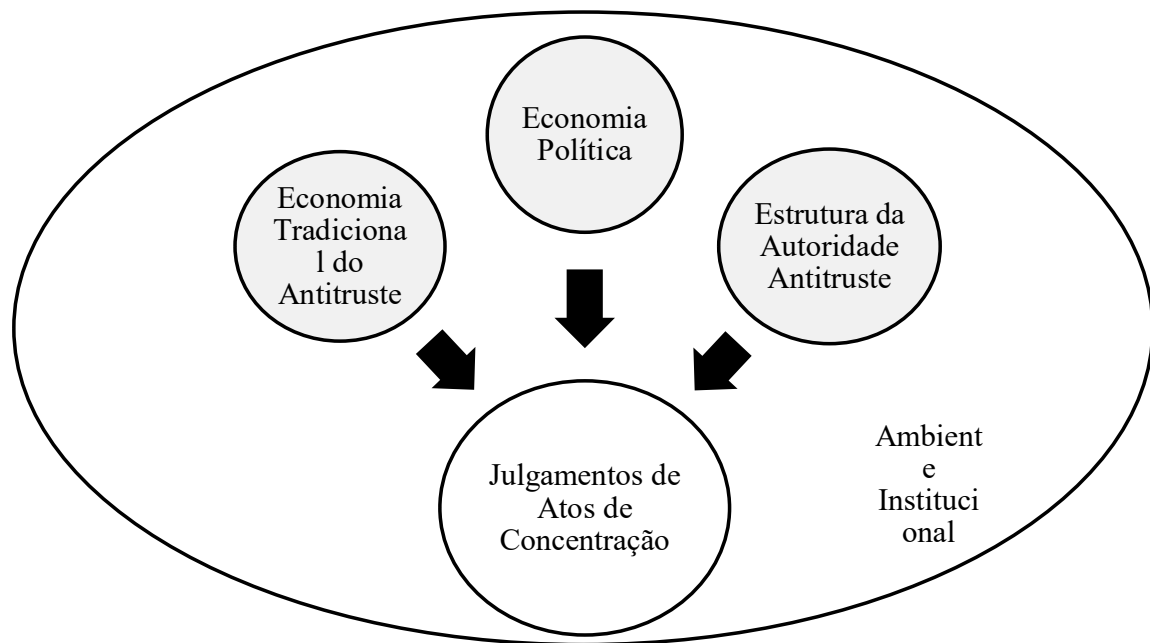 Economia
Política
Economia
Tradiciona
l do
Antitruste
Estrutura da
Autoridade
Antitruste
Julgamentos de
Atos de
Concentração
Ambient
e
Instituci
onal